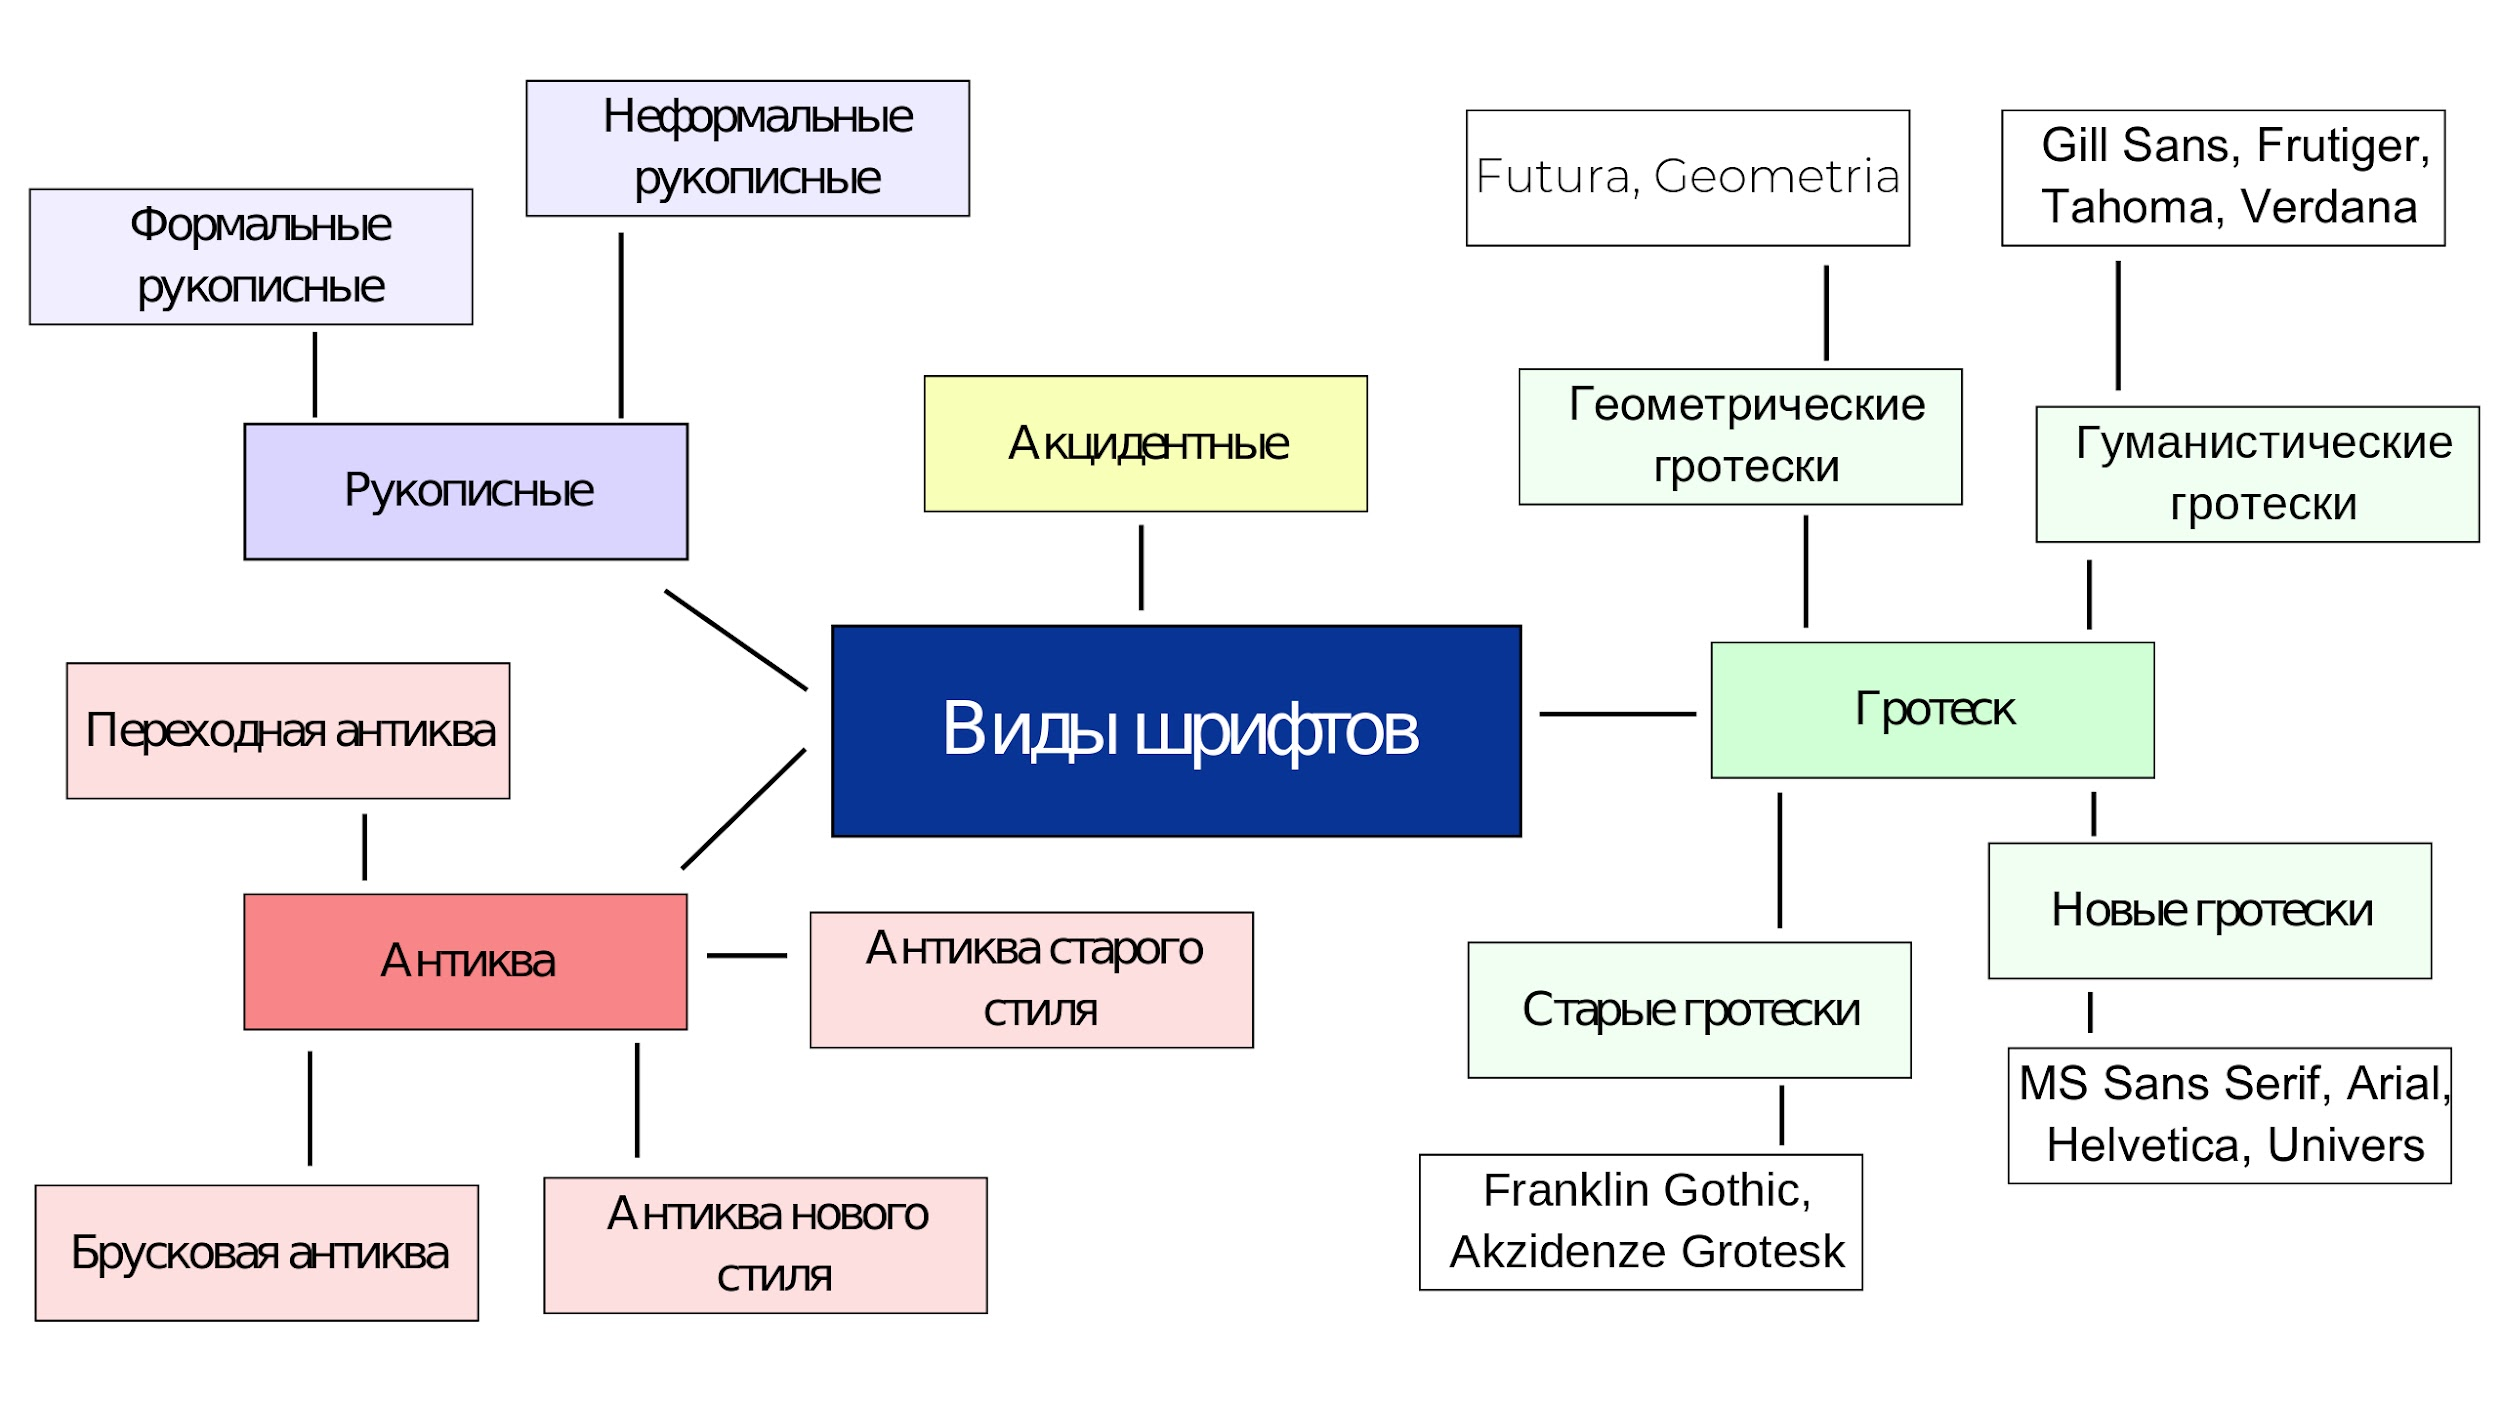 Неформальные
рукописные
Формальные
рукописные
Рукописные
Акцидентные
Futura, Geometria
Gill Sans, Frutiger,
Tahoma, Verdana
Геометрические
гротески
Гуманистические
гротески
Виды шрифтов
Гротеск
Переходная антиква
Антиква
Антиква старого
стиля
Брусковая антиква
Антиква нового
стиля
Старые гротески
Новые гротески
Franklin Gothic,
Akzidenze Grotesk
MS Sans Serif, Arial,
Helvetica, Univers